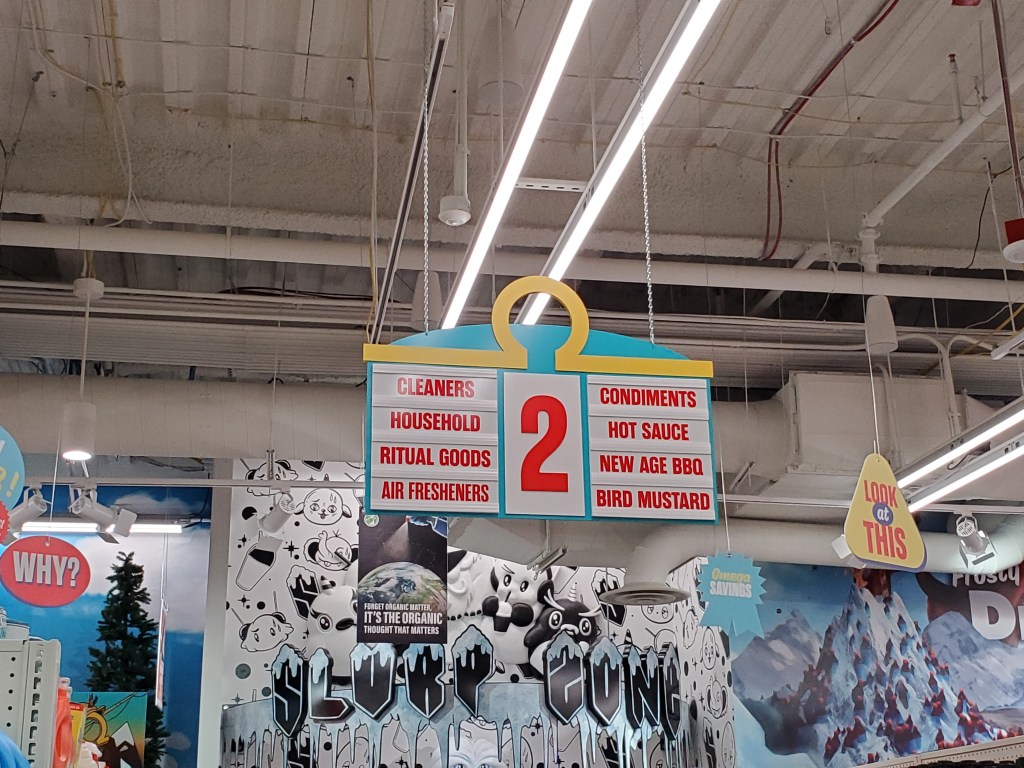 CLEANERS
HOUSEHOLD
RITUAL GOODS
AIR FRESHENERS
2
CONDIMENTS
HOT SAUCE
NEW AGE BBQ
BIRD MUSTARD
WHY?
FORGET ORGANIC MATTER,
IT'S THE ORGANIC
THOUGHT THAT MATTERS
SLURP ZONE
Omega
SAVINGS
LOOK
at
THIS
Frosty